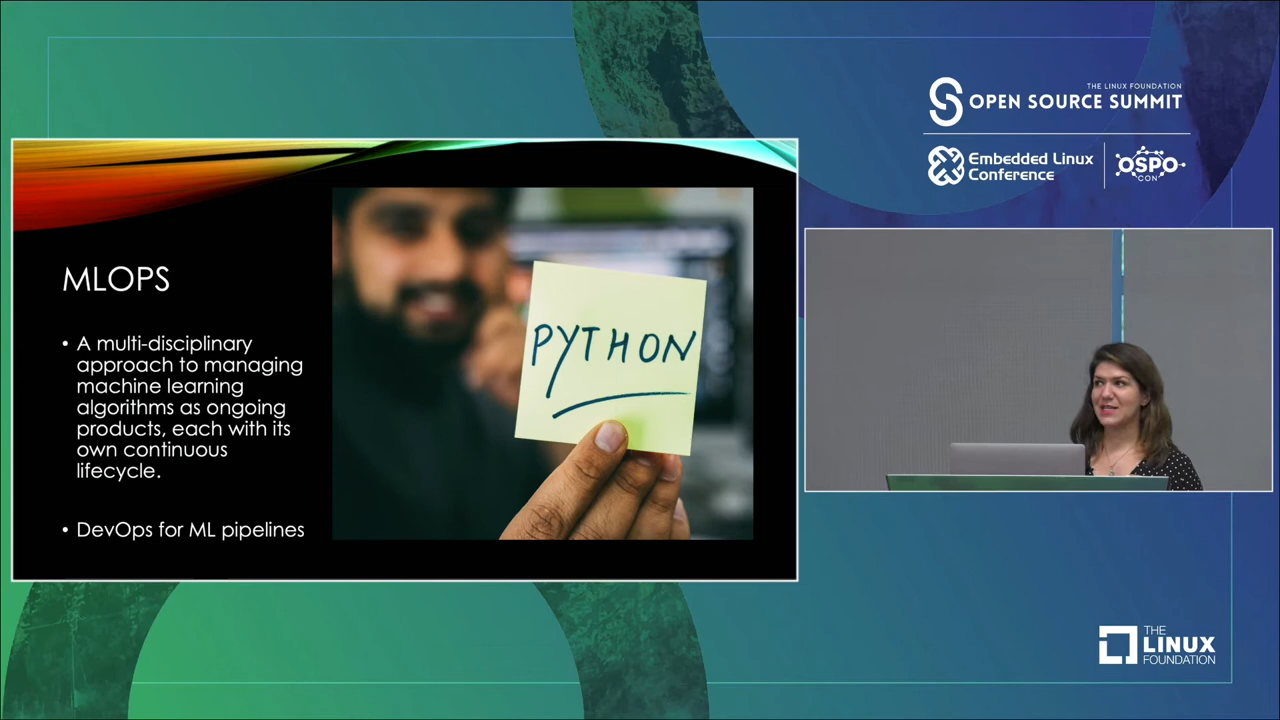 THE LINUX FOUNDATION
OPEN SOURCE SUMMIT
Embedded Linux
Conference
OSPO
CON
MLOPS
• A multi-disciplinary
approach to managing
machine learning
algorithms as ongoing
products, each with its
own continuous
lifecycle.
• DevOps for ML pipelines
PYTHON
THE
LINUX
FOUNDATION